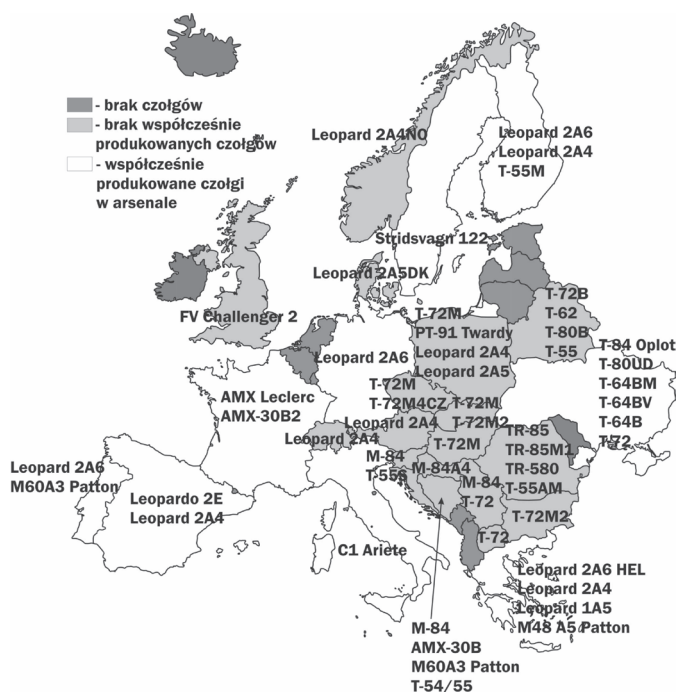 - brak czołgów
- brak współcześnie
produkowanych czołgów
- współcześnie
produkowane czołgi
w arsenale
Leopard 2A4NO
Leopard 2A6
Leopard 2A4
T-55M
Stridsvagn 122
Leopard 2A5DK
FV Challenger 2
T-72M
PT-91 Twardy
Leopard 2A4
Leopard 2A5
T-72B
T-62
T-80B
T-55
T-84 Oplot
T-80UD
T-64BM
T-64BV
T-64B
T-72
Leopard 2A6
AMX Leclerc
AMX-30B2
T-72M
T-72M4CZ
T-72M
T-72M2
Leopard 2A4
Leopard 2A4
T-72M
TR-85
TR-85M1
TR-580
T-55AM
M-84
T-55S
M-84A4
M-84
T-72
T-72M2
T-72
Leopard 2A6
M60A3 Patton
Leopardo 2E
Leopard 2A4
C1 Ariete
Leopard 2A6 HEL
Leopard 2A4
Leopard 1A5
M48 A5 Patton
M-84
AMX-30B
M60A3 Patton
T-54/55